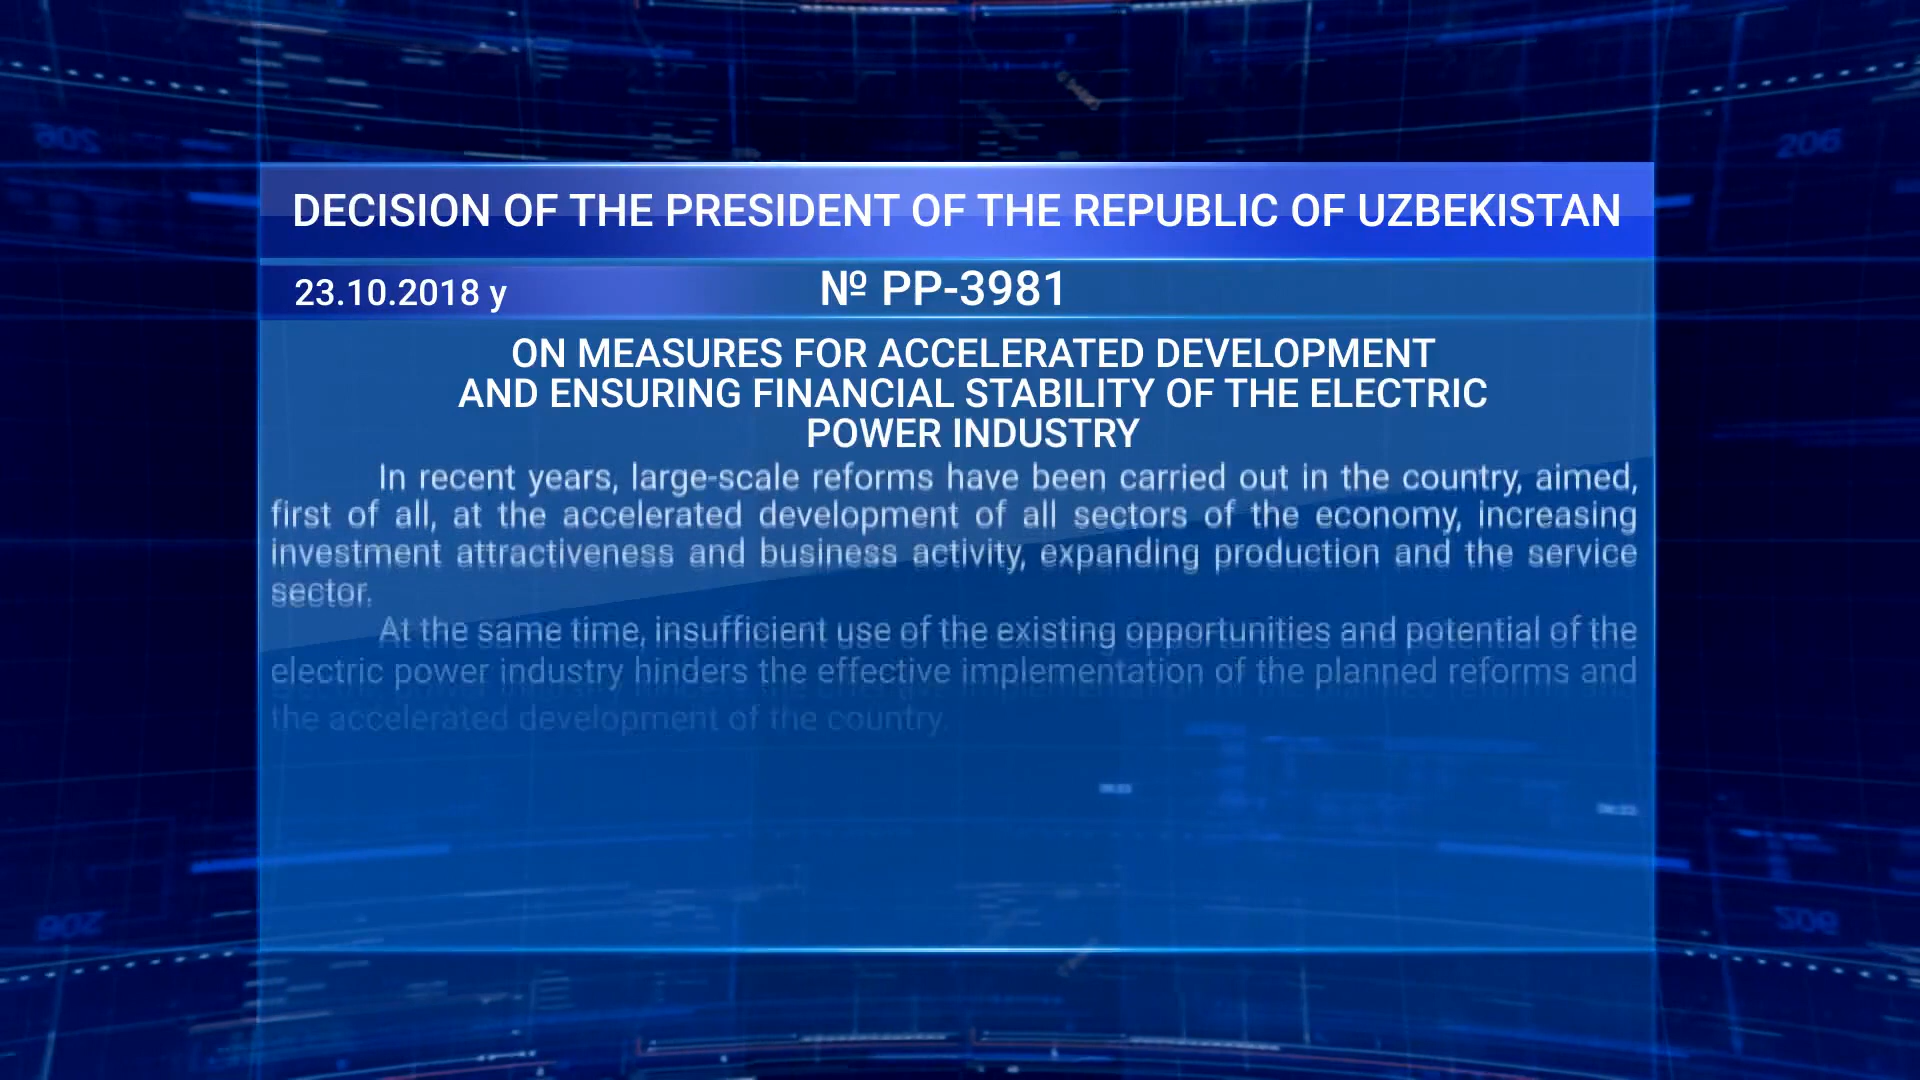 DECISION OF THE PRESIDENT OF THE REPUBLIC OF UZBEKISTAN
23.10.2018 y
№ PP-3981
ON MEASURES FOR ACCELERATED DEVELOPMENT
AND ENSURING FINANCIAL STABILITY OF THE ELECTRIC
POWER INDUSTRY
In recent years, large-scale reforms have been carried out in the country, aimed,
first of all, at the accelerated development of all sectors of the economy, increasing
investment attractiveness and business activity, expanding production and the service
sector.
At the same time, insufficient use of the existing opportunities and potential of the
electric power industry hinders the effective implementation of the planned reforms and
the accelerated development of the country.
206
206
206
206